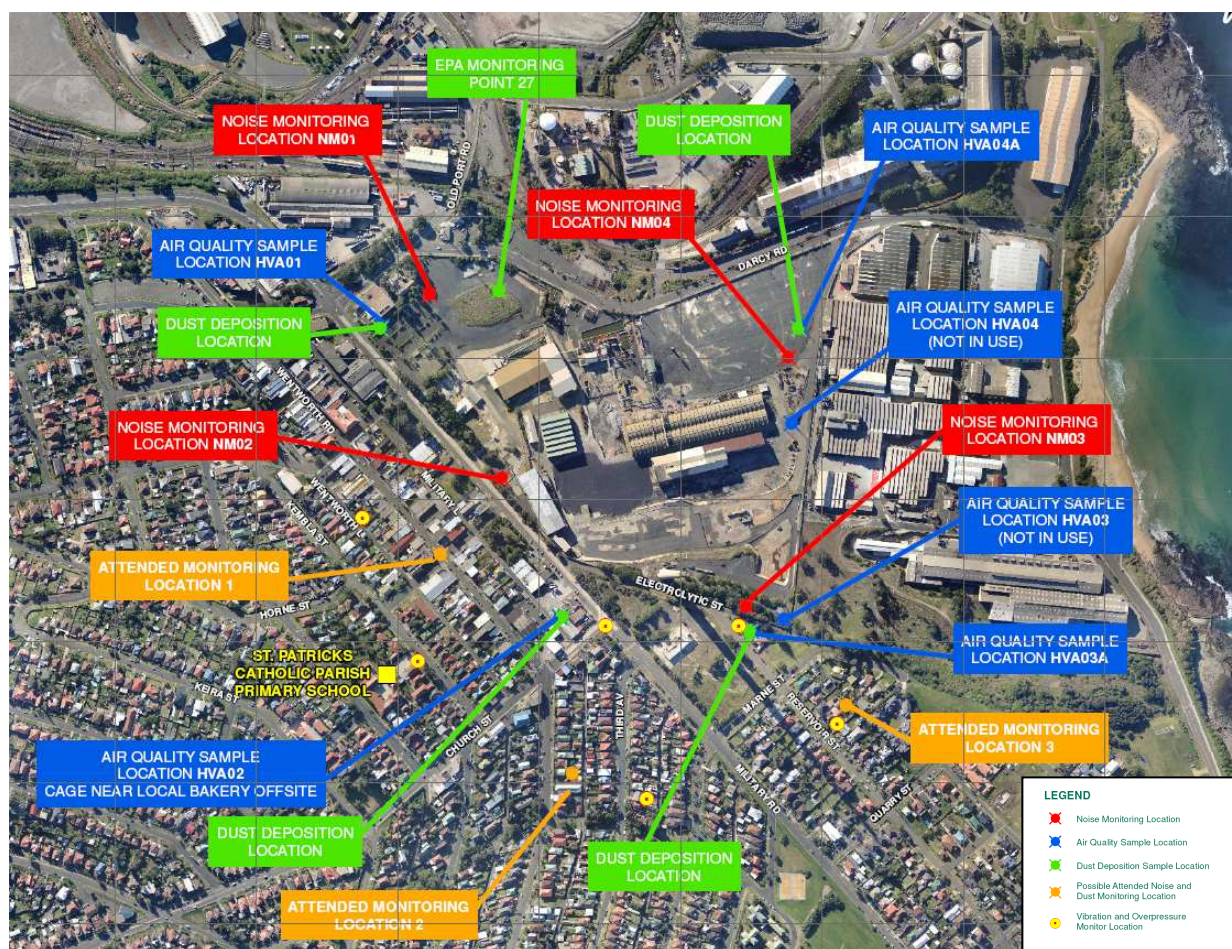 EPA MONITORING
POINT 27
NOISE MONITORING
LOCATION NM01
DUST DEPOSITION
LOCATION
AIR QUALITY SAMPLE
LOCATION HVA04A
OLD PORT RD
NOISE MONITORING
LOCATION NM04
AIR QUALITY SAMPLE
LOCATION HVA01
DARCY RD
DUST DEPOSITION
LOCATION
AIR QUALITY SAMPLE
LOCATION HVA04
(NOT IN USE)
WENTWORTH RD
NOISE MONITORING
LOCATION NM02
NOISE MONITORING
LOCATION NM03
MILITARY
WENTWORTH L
KEMBLA ST
AIR QUALITY SAMPLE
LOCATION HVA03
(NOT IN USE)
ATTENDED MONITORING
LOCATION 1
ELECTROLYTIC ST
HORNE ST
AIR QUALITY SAMPLE
LOCATION HVA03A
ST. PATRICKS
CATHOLIC PARISH
PRIMARY SCHOOL
KEIRA ST
MARNE ST
RESERVOIR ST
THIRD AV
CHURCH ST
ATTENDED MONITORING
LOCATION 3
AIR QUALITY SAMPLE
LOCATION HVA02
CAGE NEAR LOCAL BAKERY OFFSITE
MILITARY RD
QUARRY ST
DUST DEPOSITION
LOCATION
DUST DEPOSITION
LOCATION
ATTENDED MONITORING
LOCATION 2
LEGEND
Noise Monitoring Location
Air Quality Sample Location
Dust Deposition Sample Location
Possible Attended Noise and
Dust Monitoring Location
Vibration and Overpressure
Monitor Location